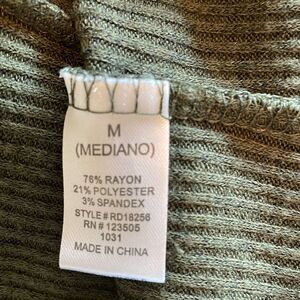 M
(MEDIANO)
76% RAYON
21% POLYESTER
3% SPANDEX
STYLE # RD18256
RN # 123505
1031
MADE IN CHINA